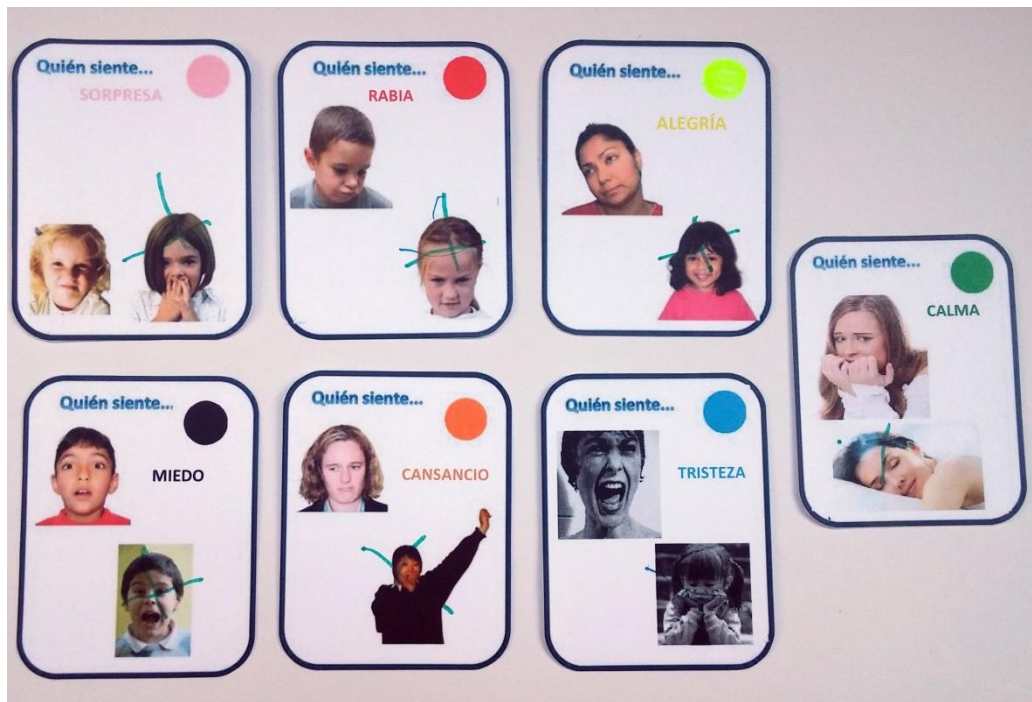 Quién siente...
SORPRESA
Quién siente...
RABIA
Quién siente...
ALEGRÍA
Quién siente...
CALMA
Quién siente...
MIEDO
Quién siente...
CANSANCIO
Quién siente...
TRISTEZA